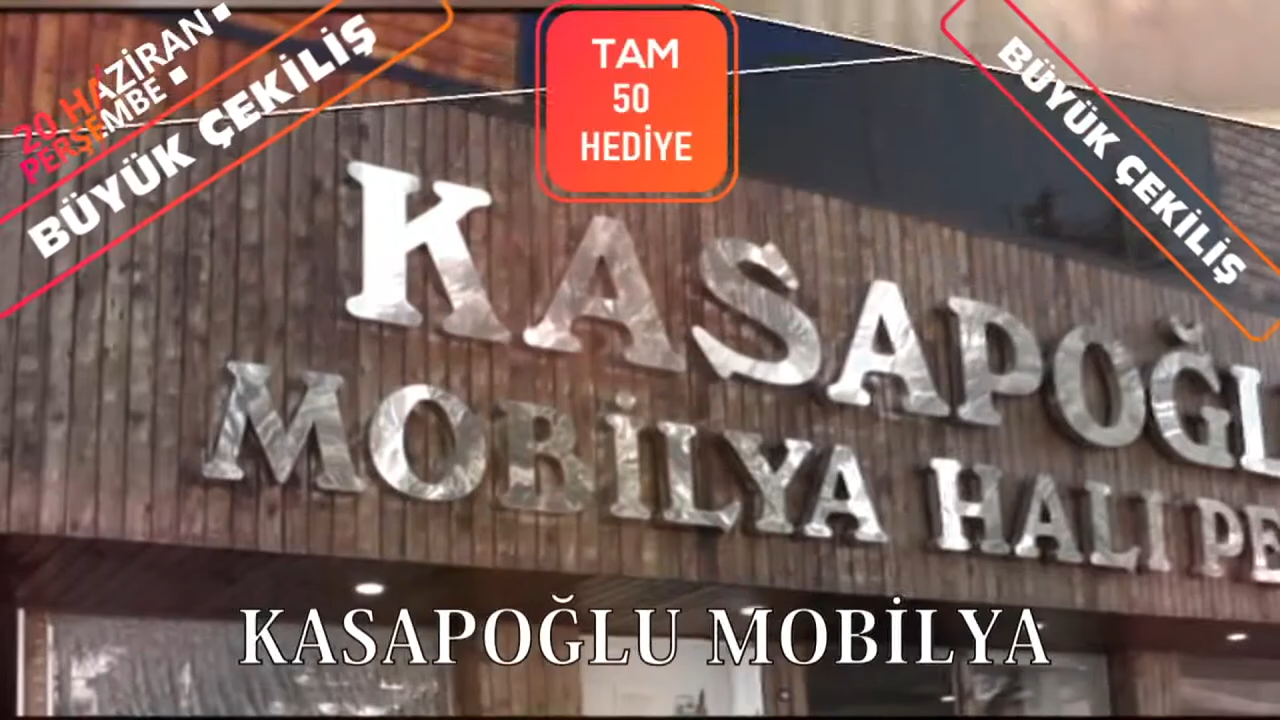 20 HAZİRAN
PERŞEMBE
BÜYÜK ÇEKİLİŞ
TAM
50
HEDİYE
BÜYÜK ÇEKİLİŞ
KASAPOĞL
MOBİLYA HALI PE
KASAPOĞLU MOBİLYA